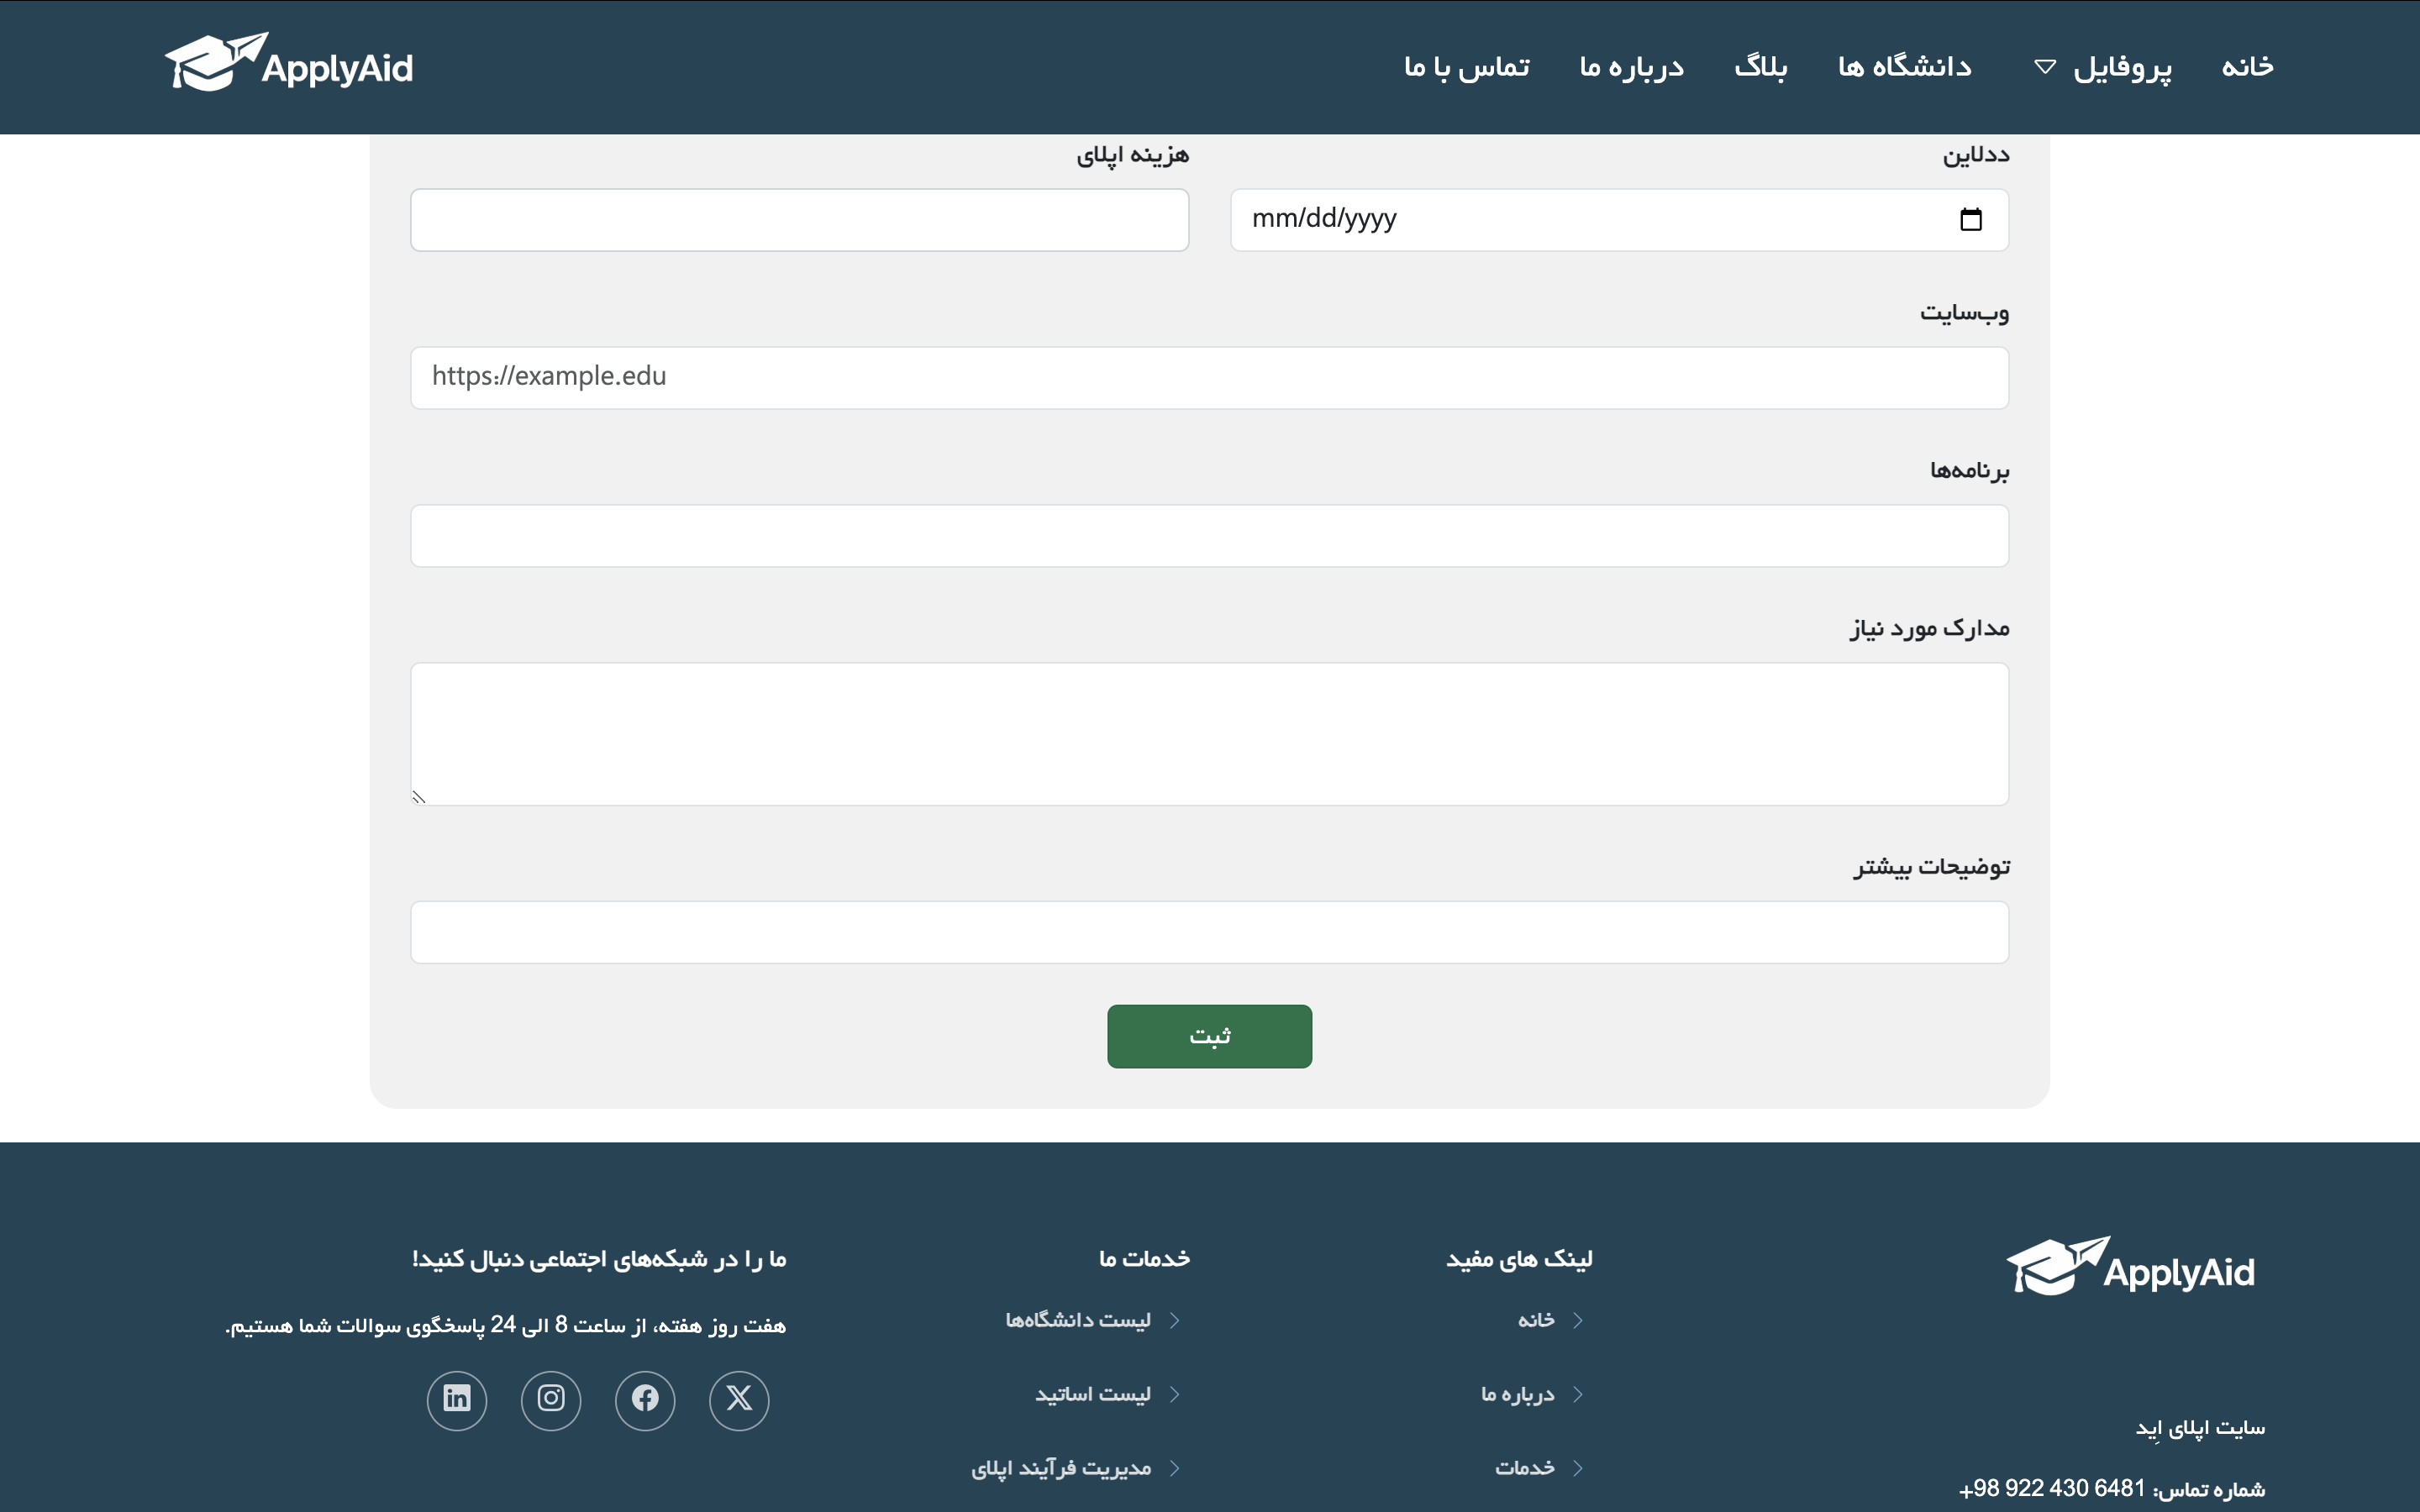 خانه
پروفایل
دانشگاه ها
بلاگ
درباره ما
تماس با ما
ApplyAid
ددلاین
هزینه اپلای
mm/dd/yyyy
وب‌سایت
https://example.edu
برنامه‌ها
مدارک مورد نیاز
توضیحات بیشتر
ثبت
ApplyAid
سایت اپلای اِید
شماره تماس: 6481 430 922 98+
لینک های مفید
خانه
درباره ما
خدمات
خدمات ما
لیست دانشگاه‌ها
لیست اساتید
مدیریت فرآیند اپلای
ما را در شبکه‌های اجتماعی دنبال کنید!
هفت روز هفته، از ساعت 8 الی 24 پاسخگوی سوالات شما هستیم.